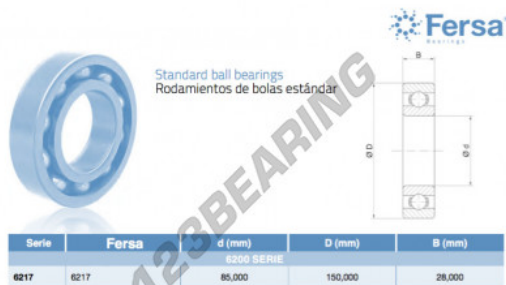 Fersa
Bearings
Standard ball bearings
Rodamientos de bolas estándar
B
Ø D
Ø d
123BEARING
Serie Fersa d (mm) D (mm) B (mm)
6200 SERIE
6217 6217 85,000 150,000 28,000